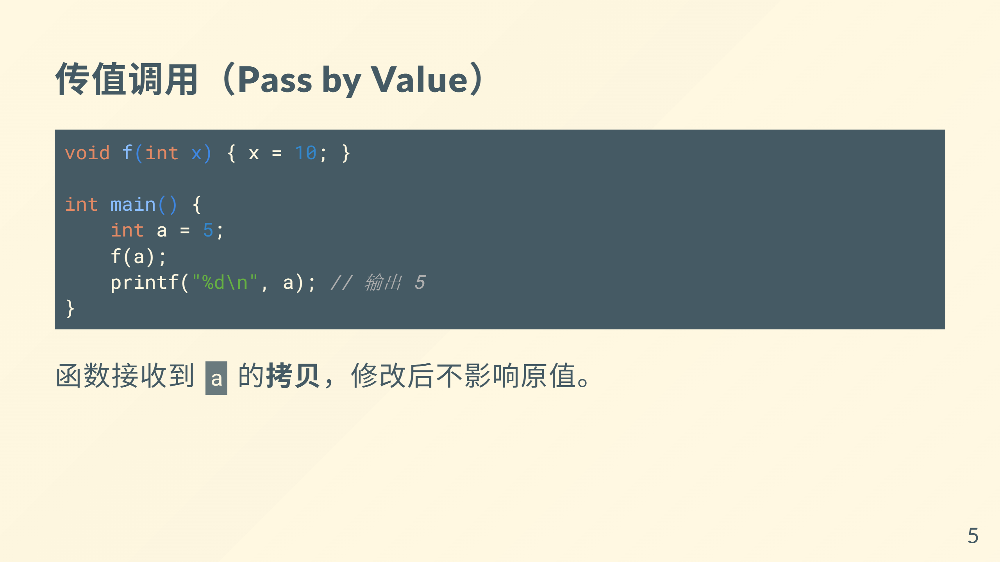 传值调用（Pass by Value）
void f(int x) { x = 10; }
int main() {
    int a = 5;
    f(a);
    printf("%d\n", a); // 输出 5
}
函数接收到 a 的拷贝，修改后不影响原值。
5